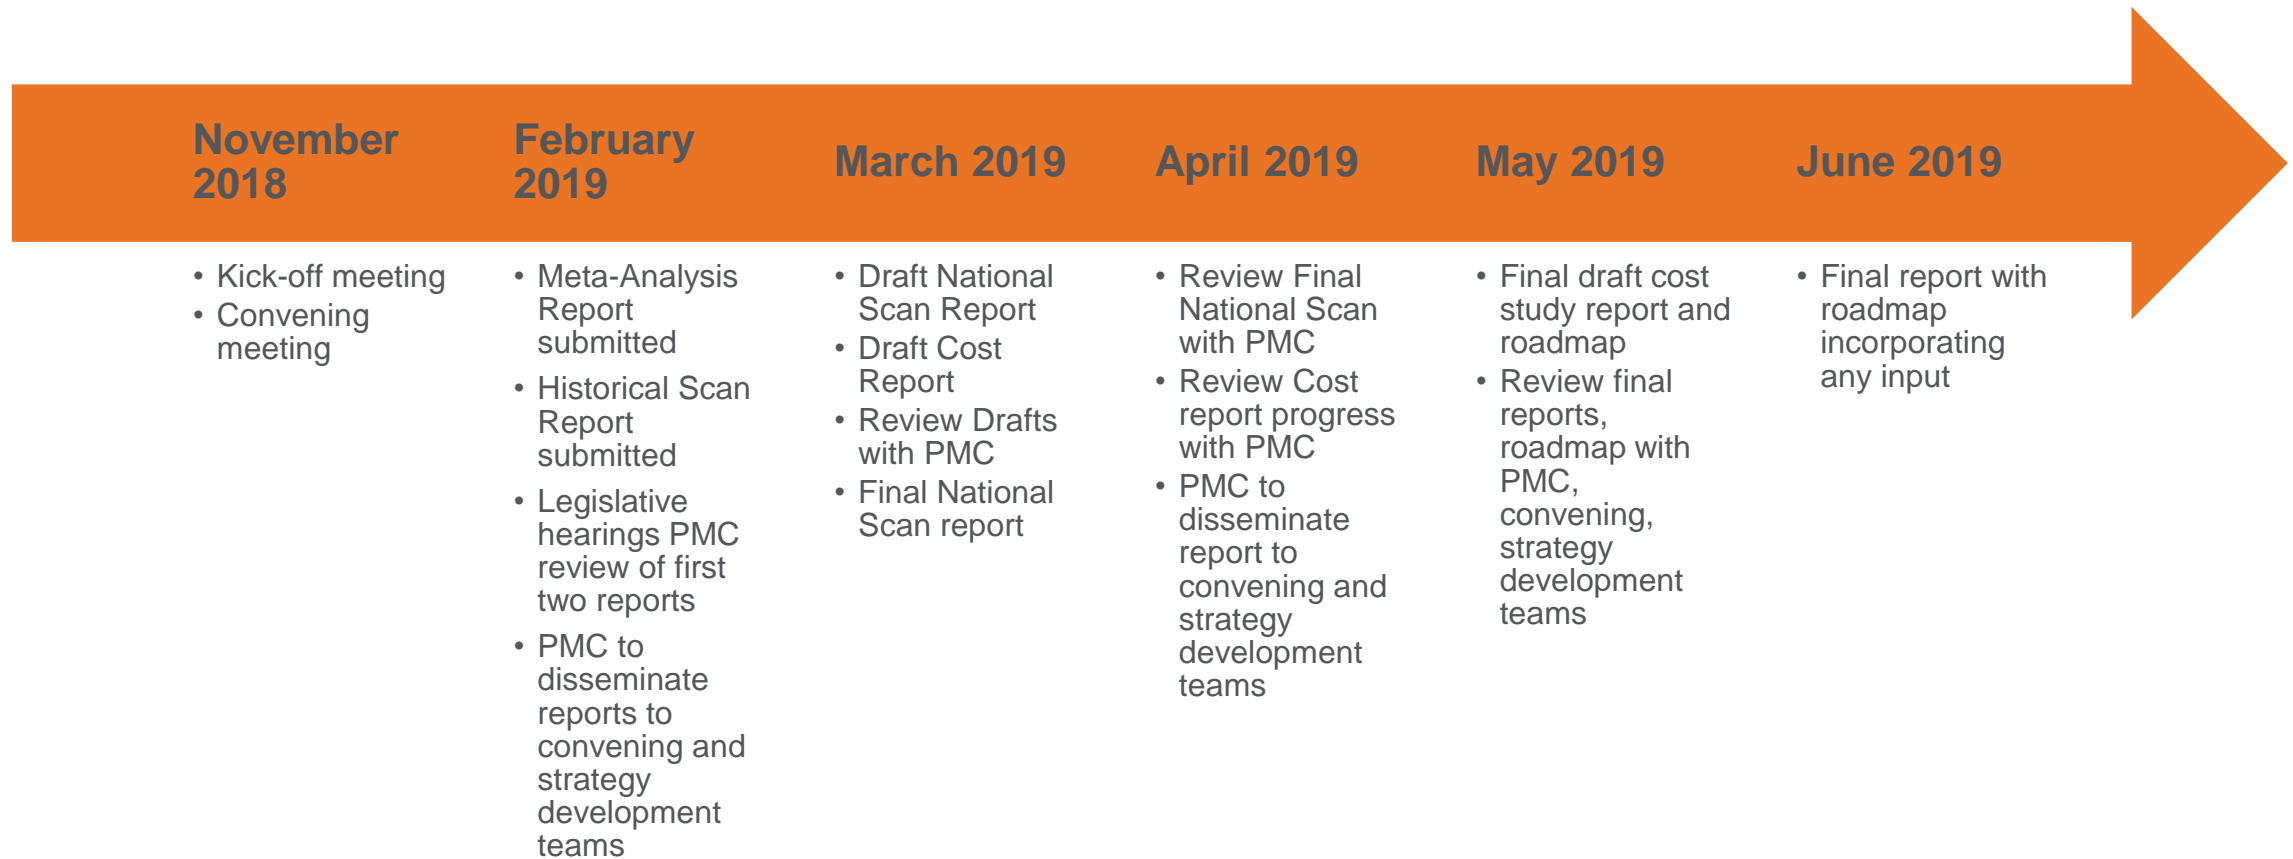 November
2018
February
2019
March 2019
April 2019
May 2019
June 2019
• Kick-off meeting
• Convening
meeting
• Meta-Analysis
Report
submitted
• Historical Scan
Report
submitted
• Legislative
hearings PMC
review of first
two reports
• PMC to
disseminate
reports to
convening and
strategy
development
teams
• Draft National
Scan Report
• Draft Cost
Report
• Review Drafts
with PMC
• Final National
Scan report
• Review Final
National Scan
with PMC
• Review Cost
report progress
with PMC
• PMC to
disseminate
report to
convening and
strategy
development
teams
• Final draft cost
study report and
roadmap
• Review final
reports,
roadmap with
PMC,
convening,
strategy
development
teams
• Final report with
roadmap
incorporating
any input